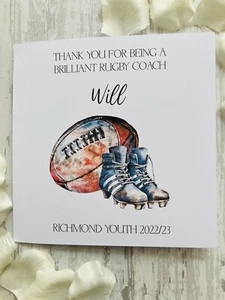 THANK YOU FOR BEING A
BRILLIANT RUGBY COACH
Will
RICHMOND YOUTH 2022/23